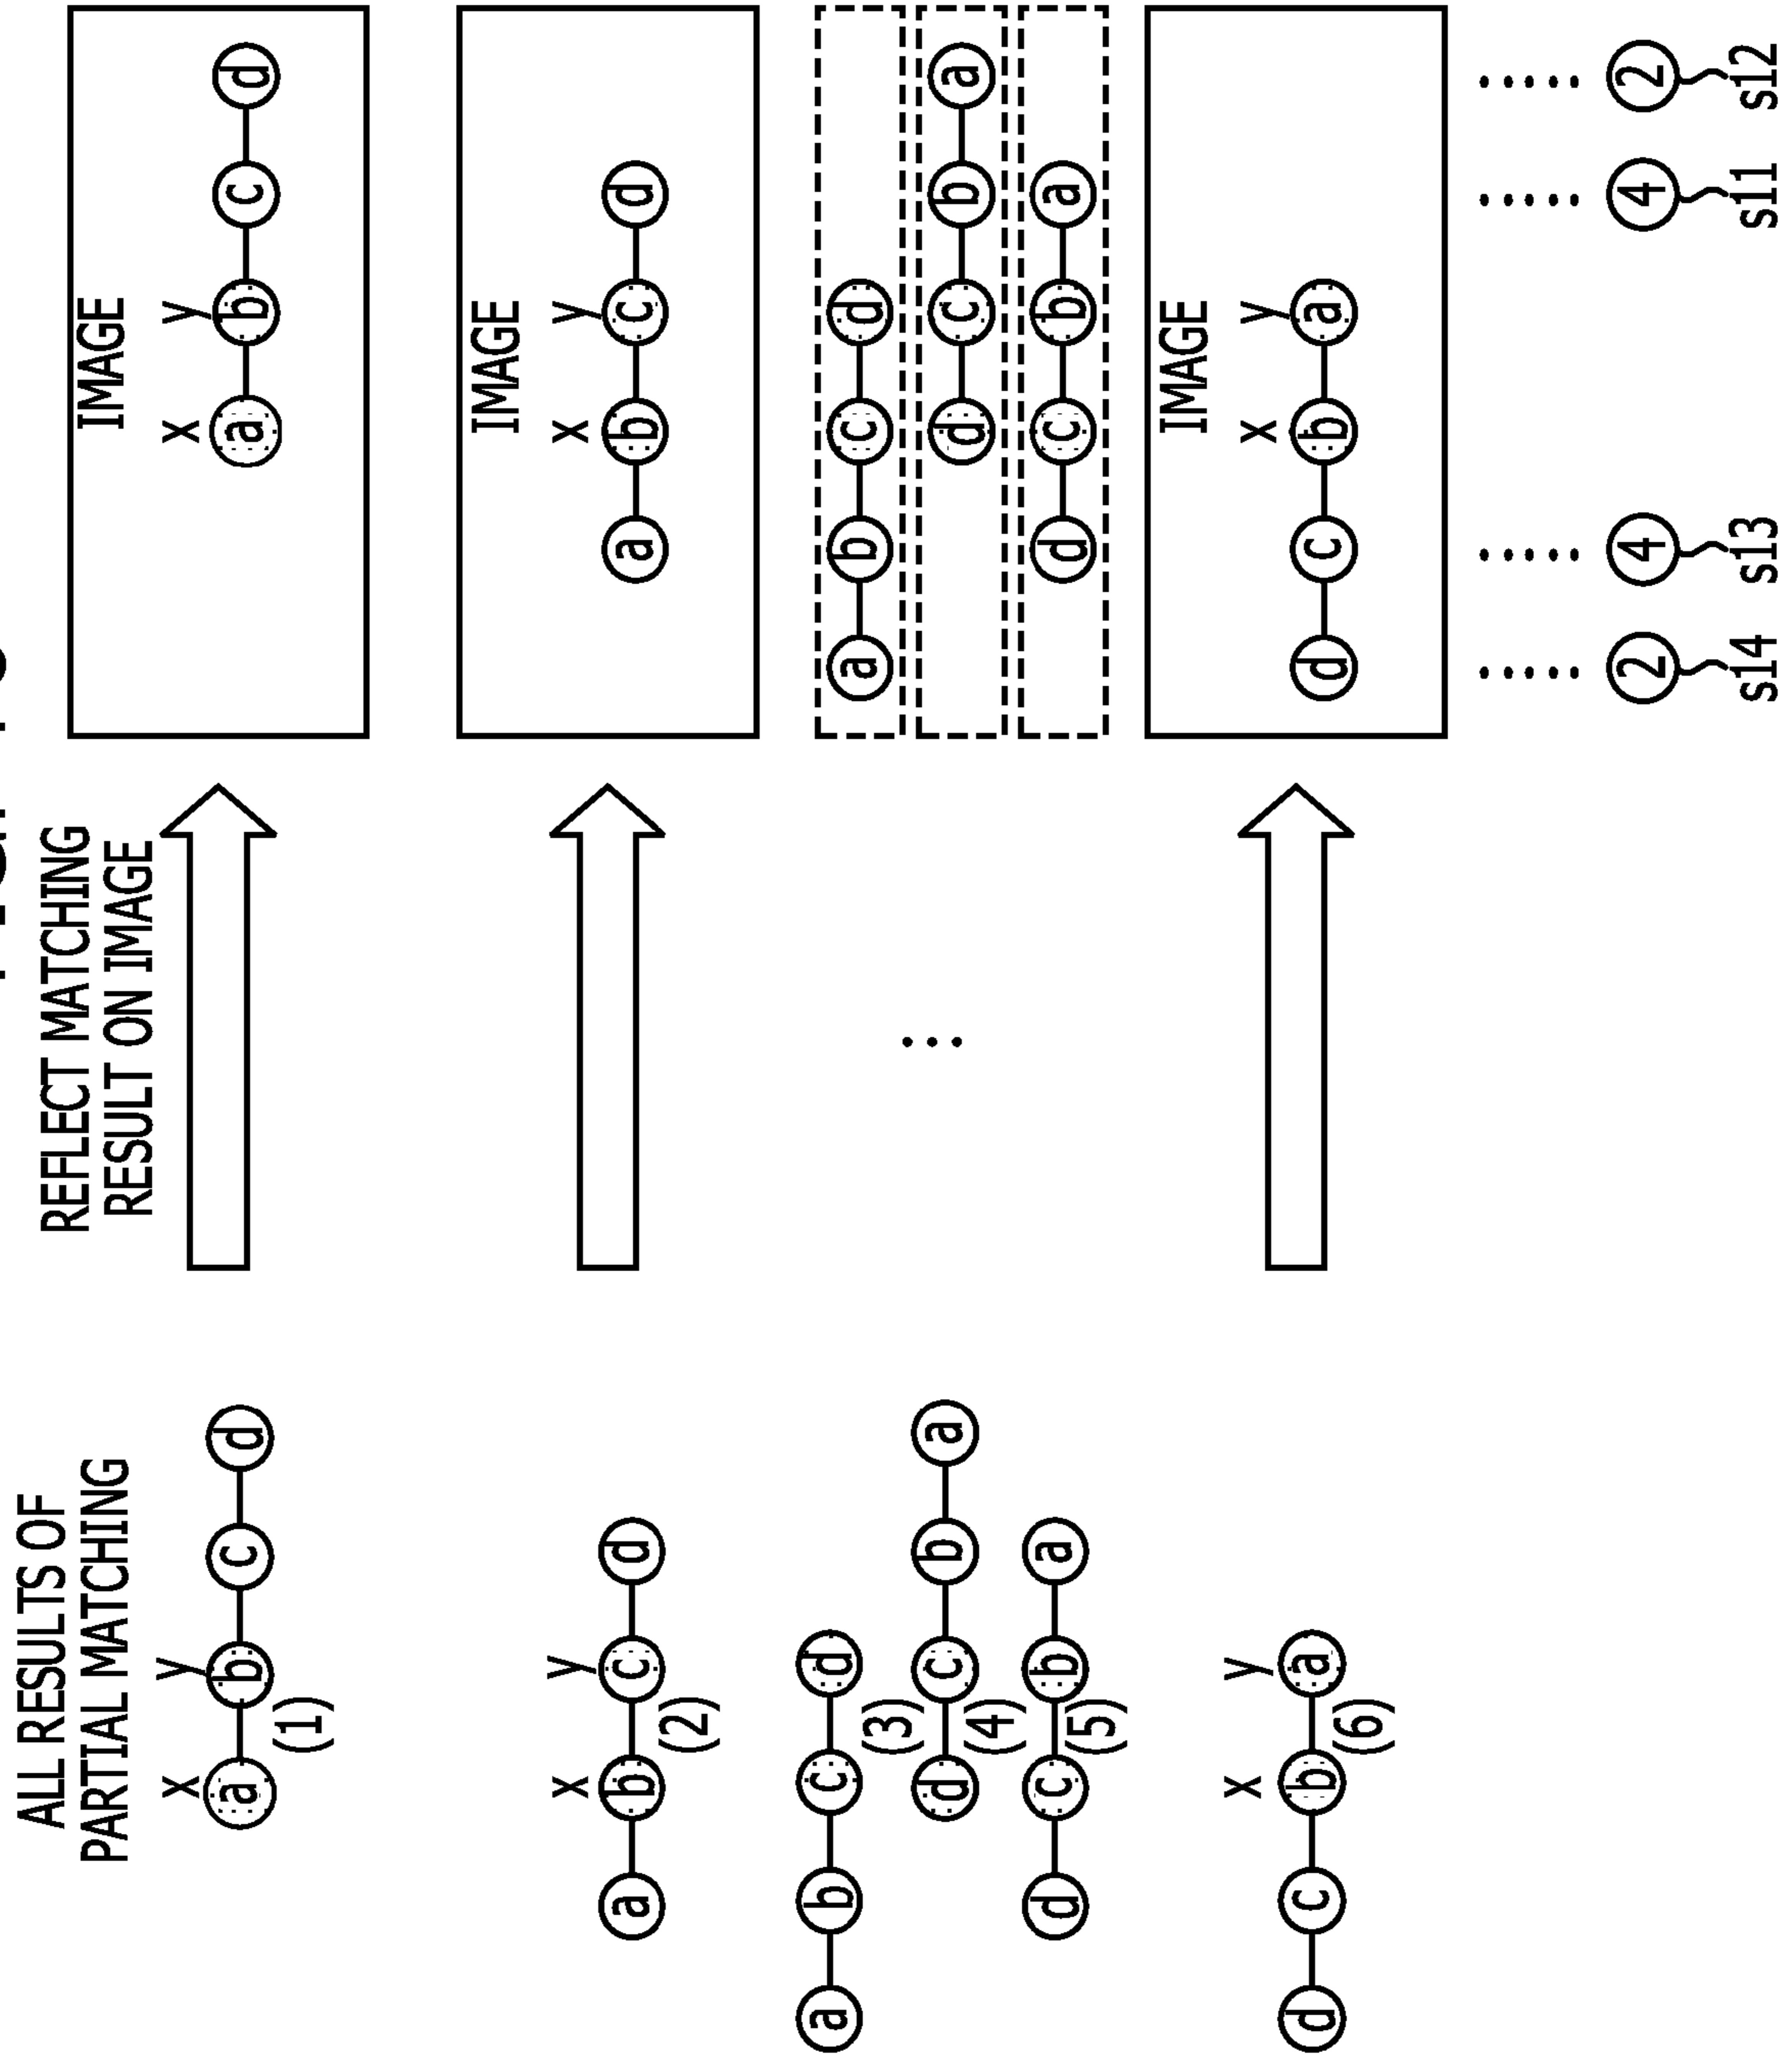 ALL RESULTS OF
PARTIAL MATCHING
REFLECT MATCHING
RESULT ON IMAGE
IMAGE
x y
a b c d
(1)
x y
a b c d
IMAGE
x y
a b c d
(2)
x y
a b c d
a b c d
(3)
a b c d
d c b a
(4)
d c b a
d c b a
(5)
d c b a
IMAGE
x y
d c b a
(6)
x y
d c b a
2 4 4 2
s14 s13 s11 s12